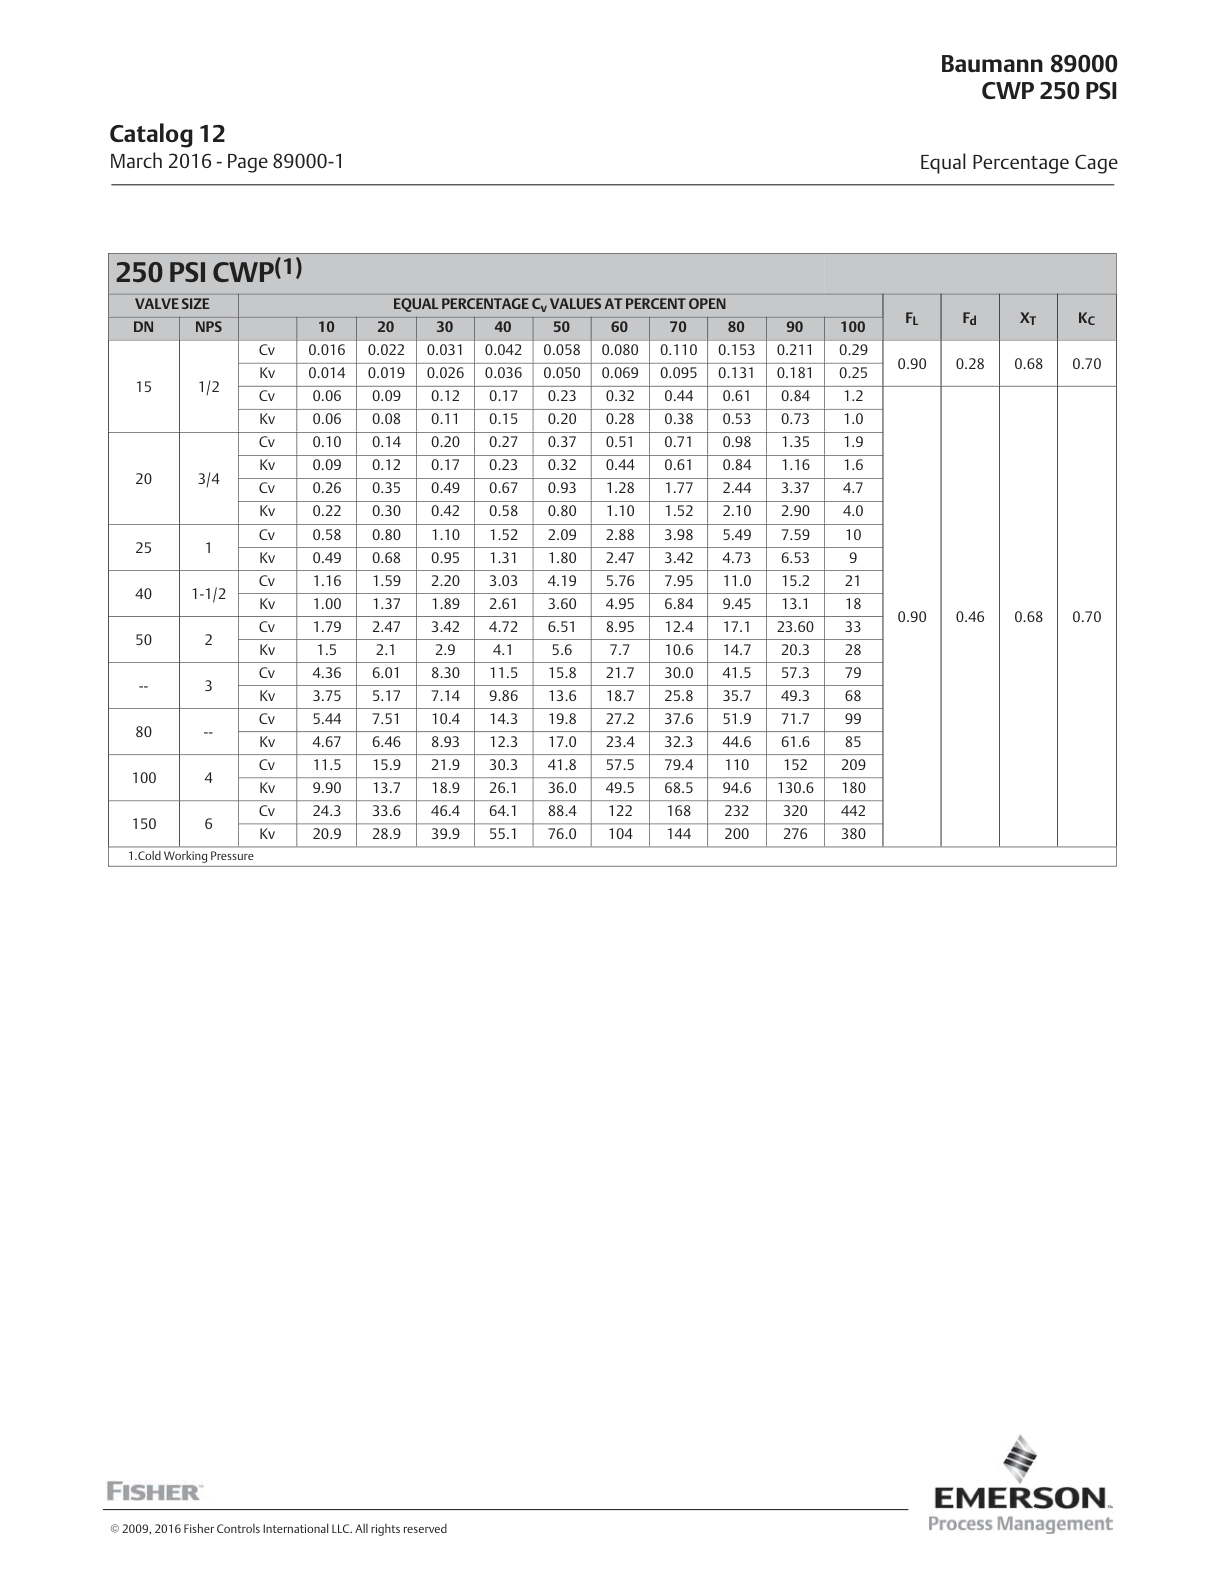 Baumann 89000
CWP 250 PSI
Catalog 12
March 2016 - Page 89000-1
Equal Percentage Cage
250 PSI CWP(1)
VALVE SIZE EQUAL PERCENTAGE Cv VALUES AT PERCENT OPEN FL Fd XT KC
DN NPS 10 20 30 40 50 60 70 80 90 100
15 1/2 Cv 0.016 0.022 0.031 0.042 0.058 0.080 0.110 0.153 0.211 0.29 0.90 0.28 0.68 0.70
Kv 0.014 0.019 0.026 0.036 0.050 0.069 0.095 0.131 0.181 0.25
Cv 0.06 0.09 0.12 0.17 0.23 0.32 0.44 0.61 0.84 1.2 0.90 0.46 0.68 0.70
Kv 0.06 0.08 0.11 0.15 0.20 0.28 0.38 0.53 0.73 1.0
20 3/4 Cv 0.10 0.14 0.20 0.27 0.37 0.51 0.71 0.98 1.35 1.9
Kv 0.09 0.12 0.17 0.23 0.32 0.44 0.61 0.84 1.16 1.6
Cv 0.26 0.35 0.49 0.67 0.93 1.28 1.77 2.44 3.37 4.7
Kv 0.22 0.30 0.42 0.58 0.80 1.10 1.52 2.10 2.90 4.0
25 1 Cv 0.58 0.80 1.10 1.52 2.09 2.88 3.98 5.49 7.59 10
Kv 0.49 0.68 0.95 1.31 1.80 2.47 3.42 4.73 6.53 9
40 1-1/2 Cv 1.16 1.59 2.20 3.03 4.19 5.76 7.95 11.0 15.2 21
Kv 1.00 1.37 1.89 2.61 3.60 4.95 6.84 9.45 13.1 18
50 2 Cv 1.79 2.47 3.42 4.72 6.51 8.95 12.4 17.1 23.60 33
Kv 1.5 2.1 2.9 4.1 5.6 7.7 10.6 14.7 20.3 28
-- 3 Cv 4.36 6.01 8.30 11.5 15.8 21.7 30.0 41.5 57.3 79
Kv 3.75 5.17 7.14 9.86 13.6 18.7 25.8 35.7 49.3 68
80 -- Cv 5.44 7.51 10.4 14.3 19.8 27.2 37.6 51.9 71.7 99
Kv 4.67 6.46 8.93 12.3 17.0 23.4 32.3 44.6 61.6 85
100 4 Cv 11.5 15.9 21.9 30.3 41.8 57.5 79.4 110 152 209
Kv 9.90 13.7 18.9 26.1 36.0 49.5 68.5 94.6 130.6 180
150 6 Cv 24.3 33.6 46.4 64.1 88.4 122 168 232 320 442
Kv 20.9 28.9 39.9 55.1 76.0 104 144 200 276 380
1.Cold Working Pressure
FISHER™
EMERSON™
Process Management
© 2009, 2016 Fisher Controls International LLC. All rights reserved